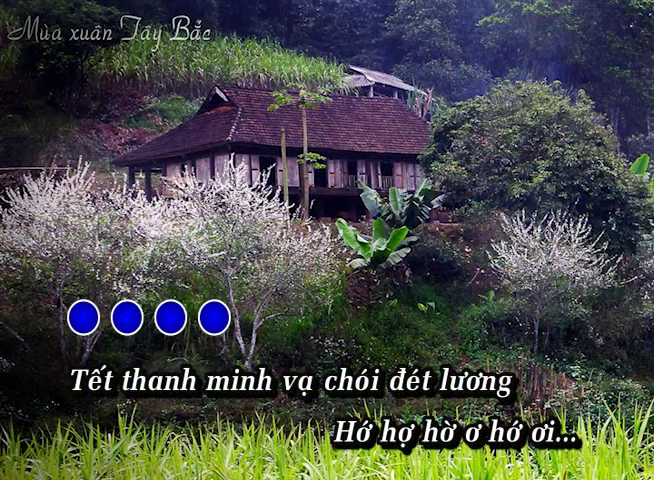 Mùa xuân Tây Bắc
Tết thanh minh vạ chói đét lương
Hớ hợ hờ ơ hớ ơi...